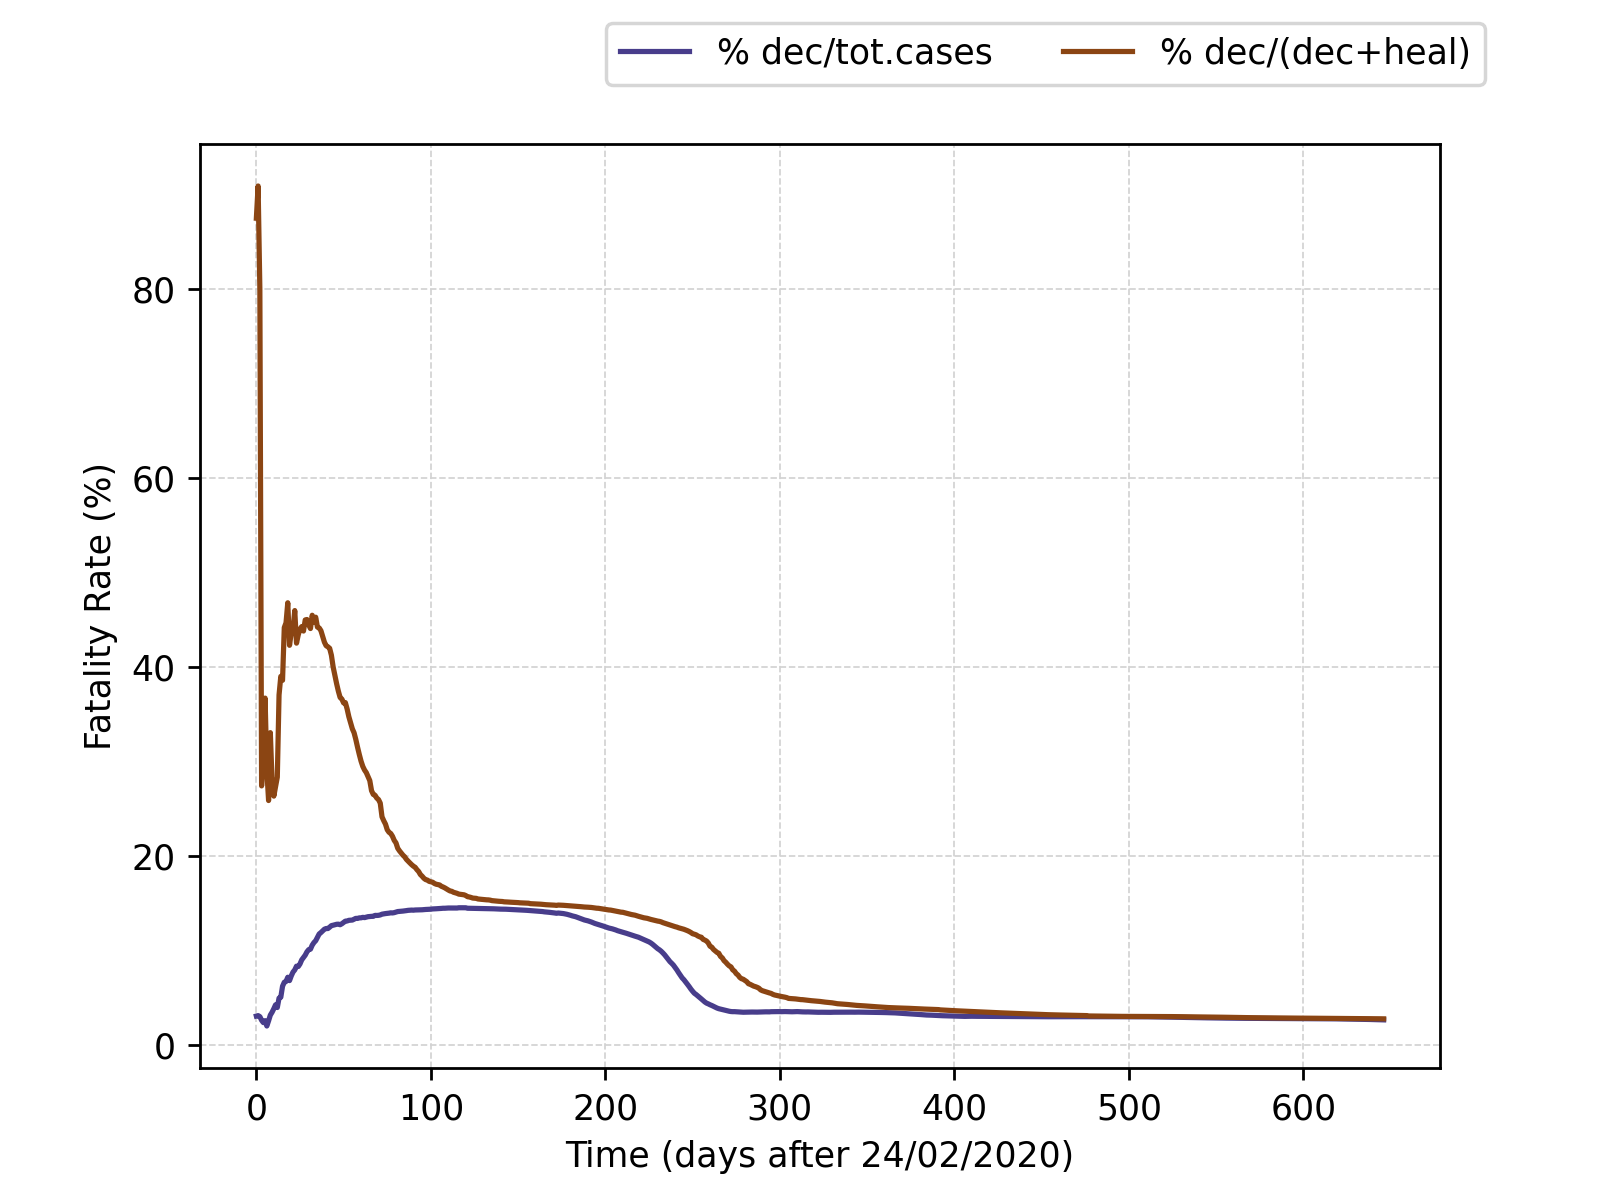 % dec/tot.cases % dec/(dec+heal)
80
60
40
20
0
Fatality Rate (%)
0 100 200 300 400 500 600
Time (days after 24/02/2020)